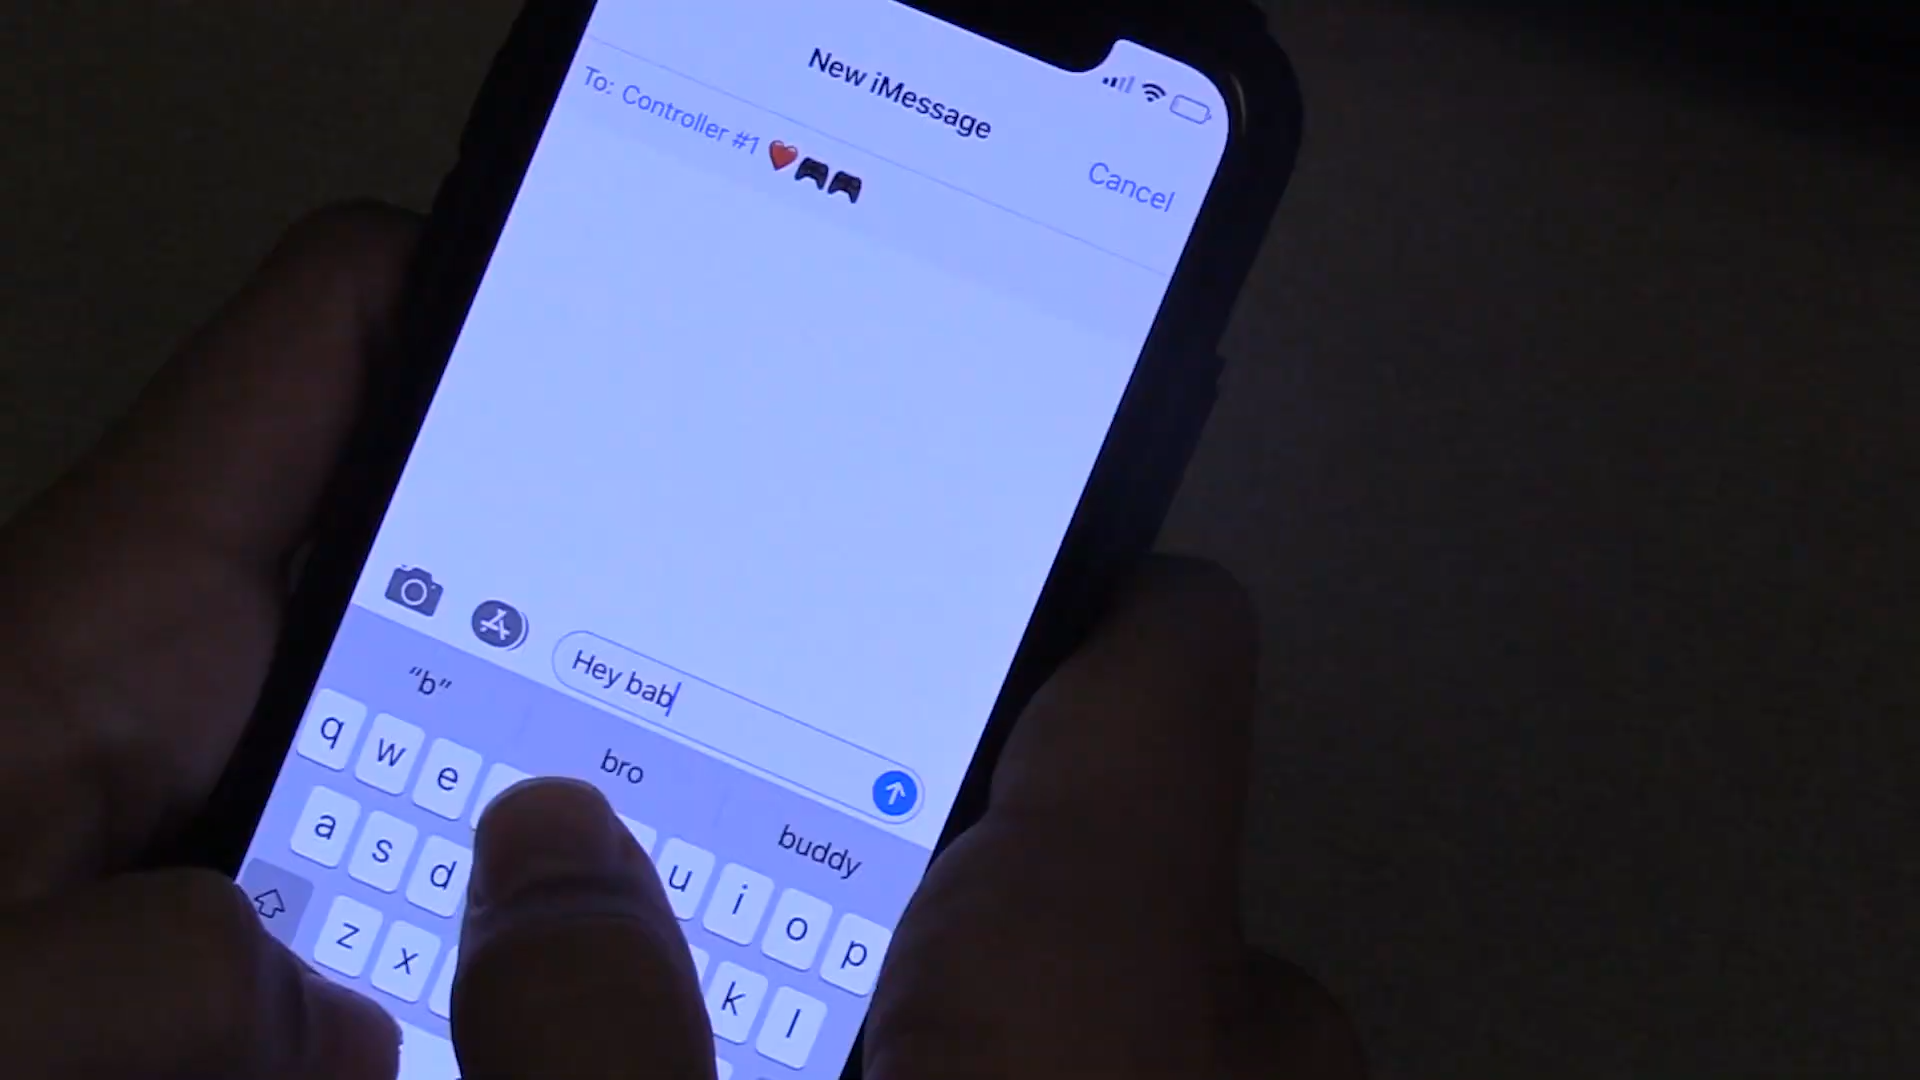 New iMessage
Cancel
To: Controller #1 ❤️🎮🎮
Hey bab
“b”
bro
buddy
q w e u i o p
a s d k l
z x